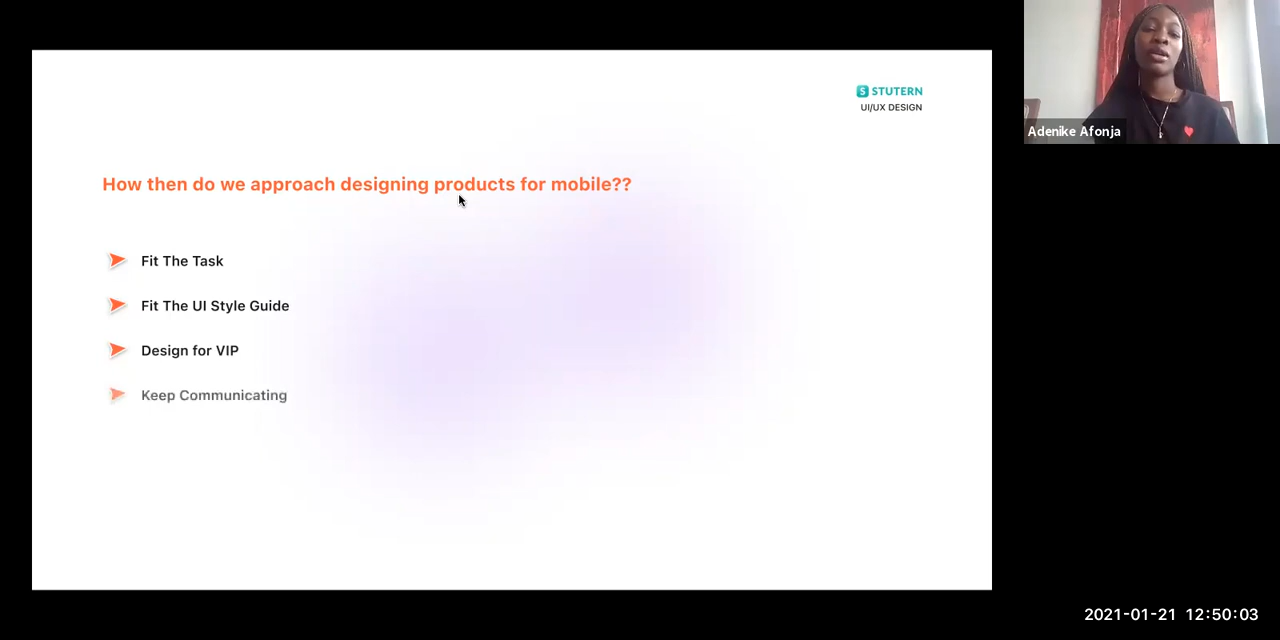 S STUTERN
UI/UX DESIGN
Adenike Afonja
How then do we approach designing products for mobile??
Fit The Task
Fit The UI Style Guide
Design for VIP
Keep Communicating
2021-01-21 12:50:03